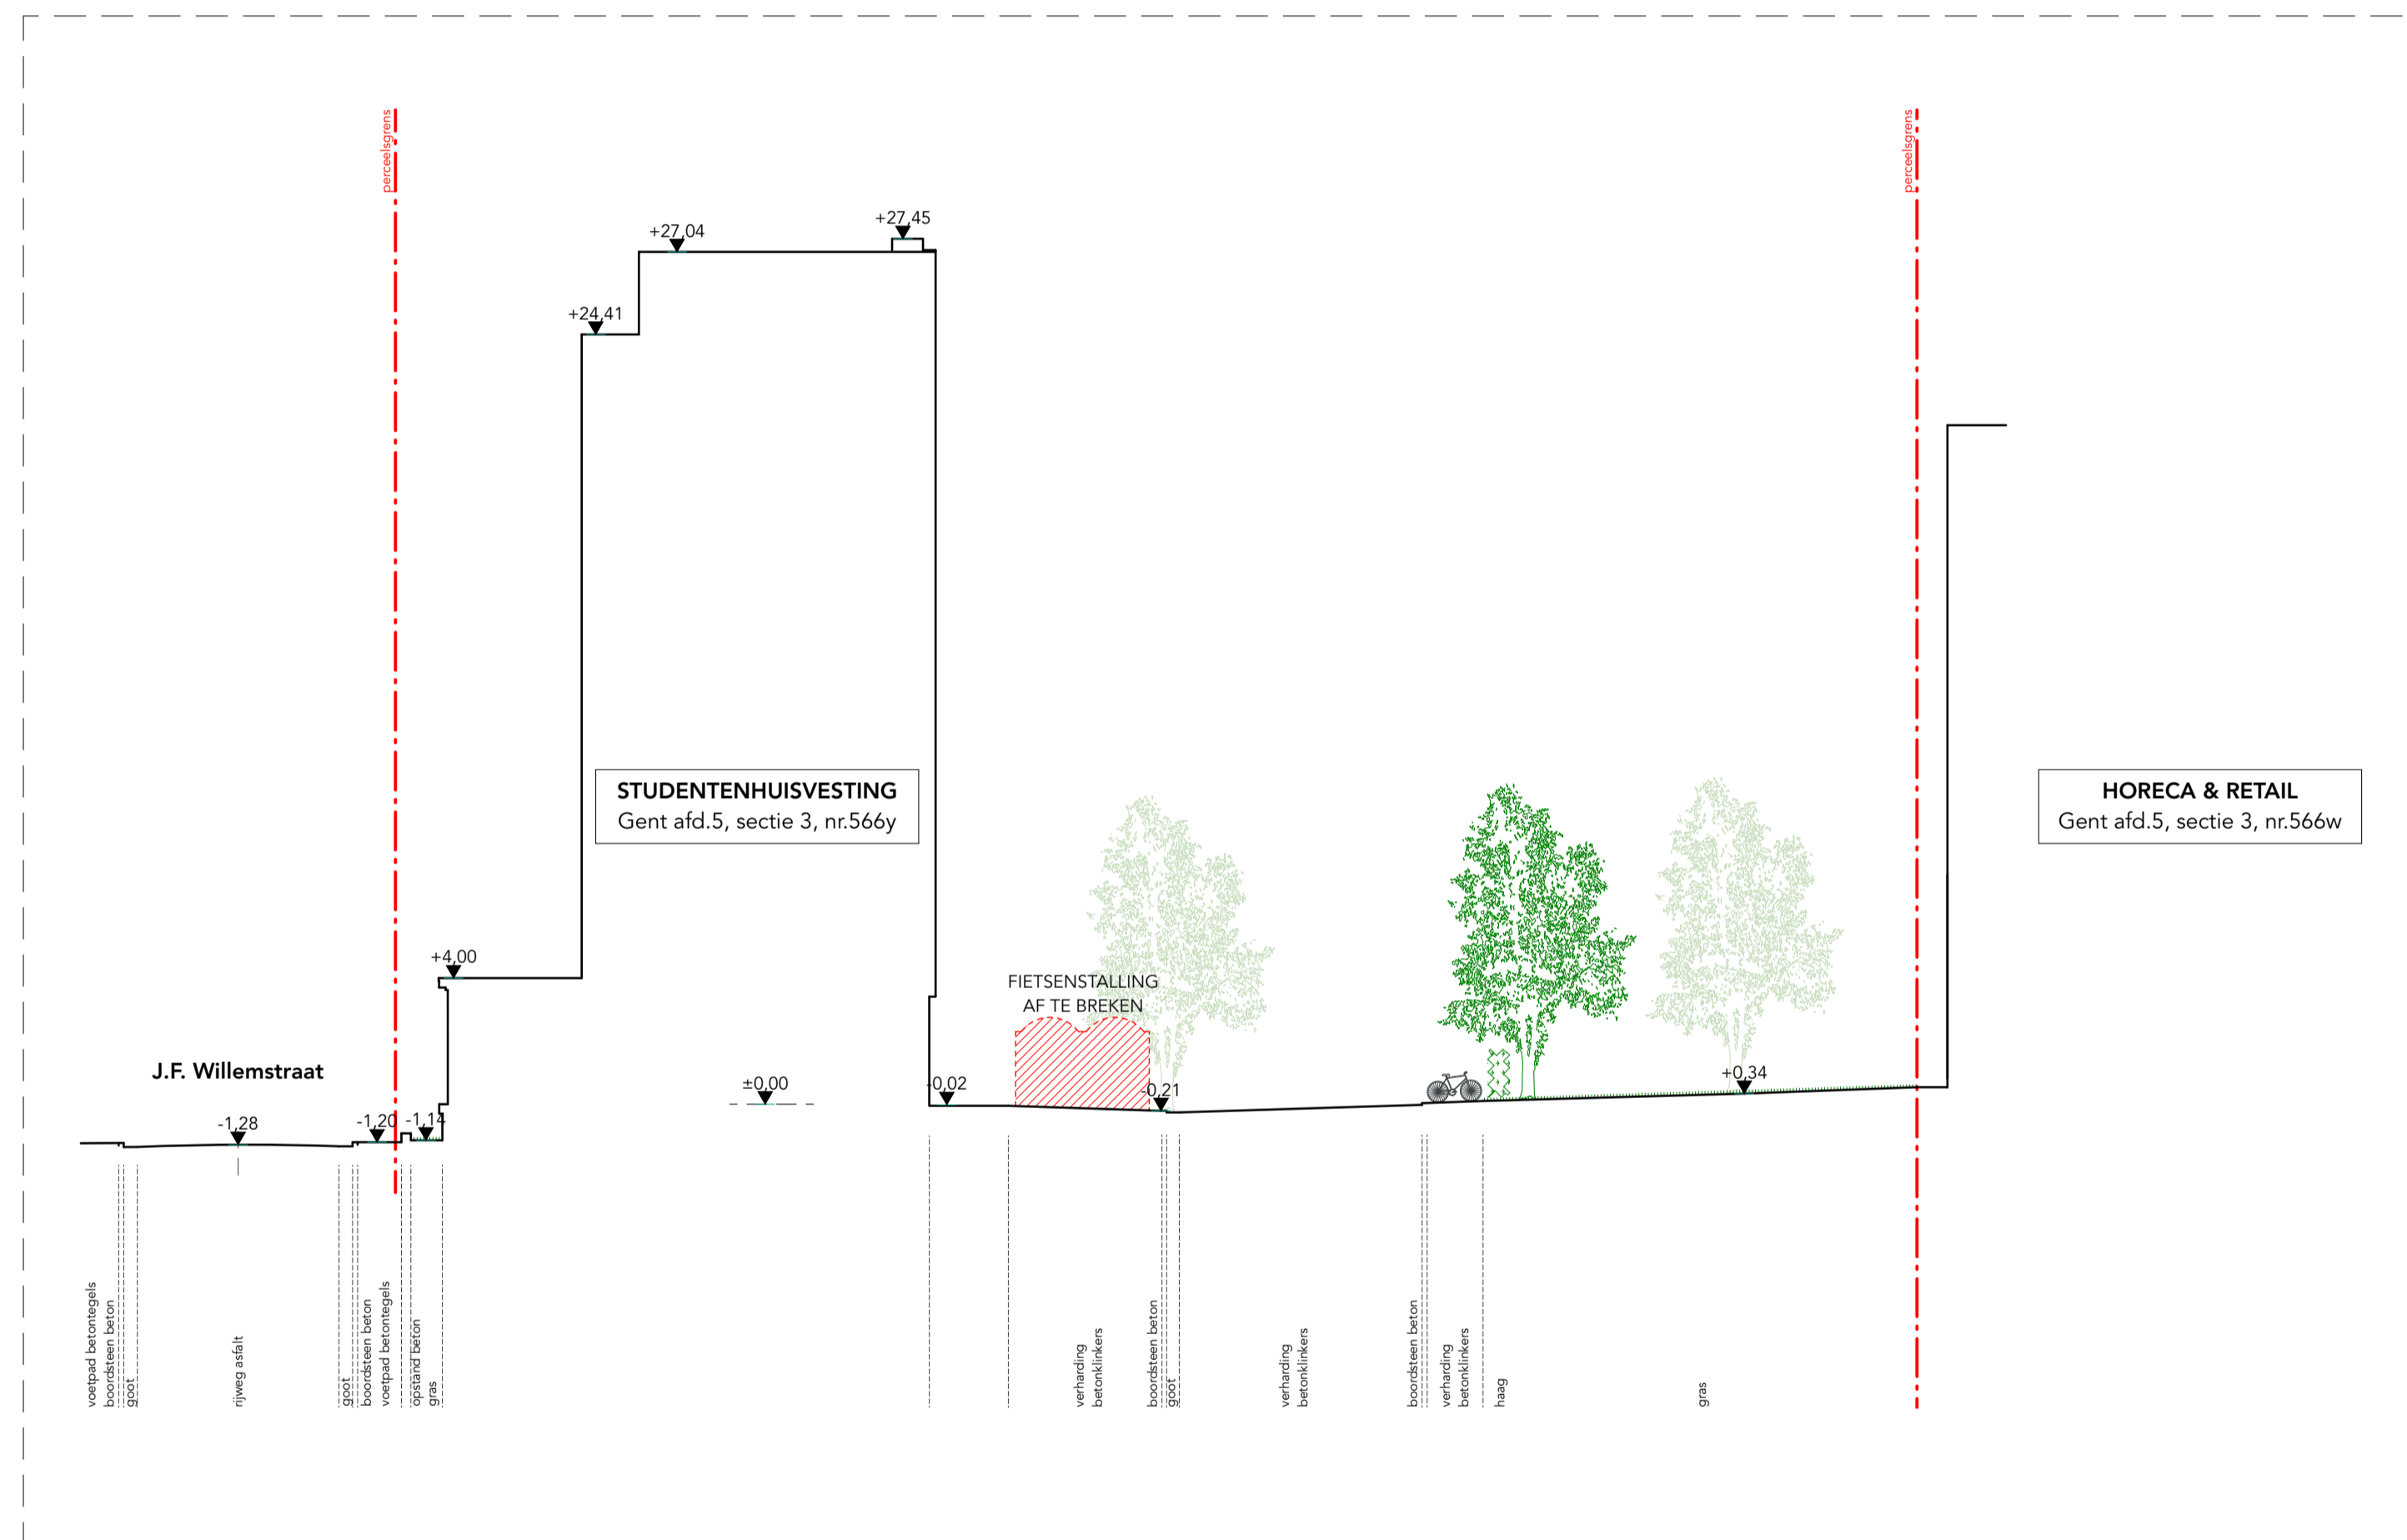 perceelsgrens
perceelsgrens
+27,45
+27,04
+24,41
STUDENTENHUISVESTING
Gent afd.5, sectie 3, nr.566y
HORECA & RETAIL
Gent afd.5, sectie 3, nr.566w
+4,00
FIETSENSTALLING
AF TE BREKEN
J.F. Willemstraat
±0,00
-0,02
-0,21
+0,34
-1,28
-1,20
-1,14
voetpad betontegels
boordsteen beton
goot
rijweg asfalt
goot
boordsteen beton
voetpad betontegels
opstand beton
gras
verharding
betonklinkers
boordsteen beton
goot
verharding
betonklinkers
boordsteen beton
verharding
betonklinkers
haag
gras